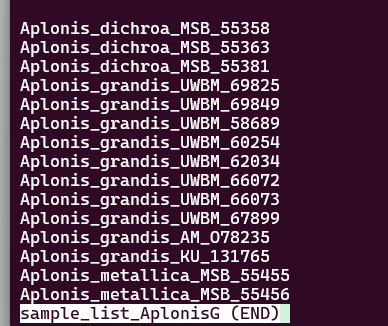 Aplonis_dichroa_MSB_55358
Aplonis_dichroa_MSB_55363
Aplonis_dichroa_MSB_55381
Aplonis_grandis_UWBM_69825
Aplonis_grandis_UWBM_69849
Aplonis_grandis_UWBM_58689
Aplonis_grandis_UWBM_60254
Aplonis_grandis_UWBM_62034
Aplonis_grandis_UWBM_66072
Aplonis_grandis_UWBM_66073
Aplonis_grandis_UWBM_67899
Aplonis_grandis_AM_O78235
Aplonis_grandis_KU_131765
Aplonis_metallica_MSB_55455
Aplonis_metallica_MSB_55456
sample_list_AplonisG (END)